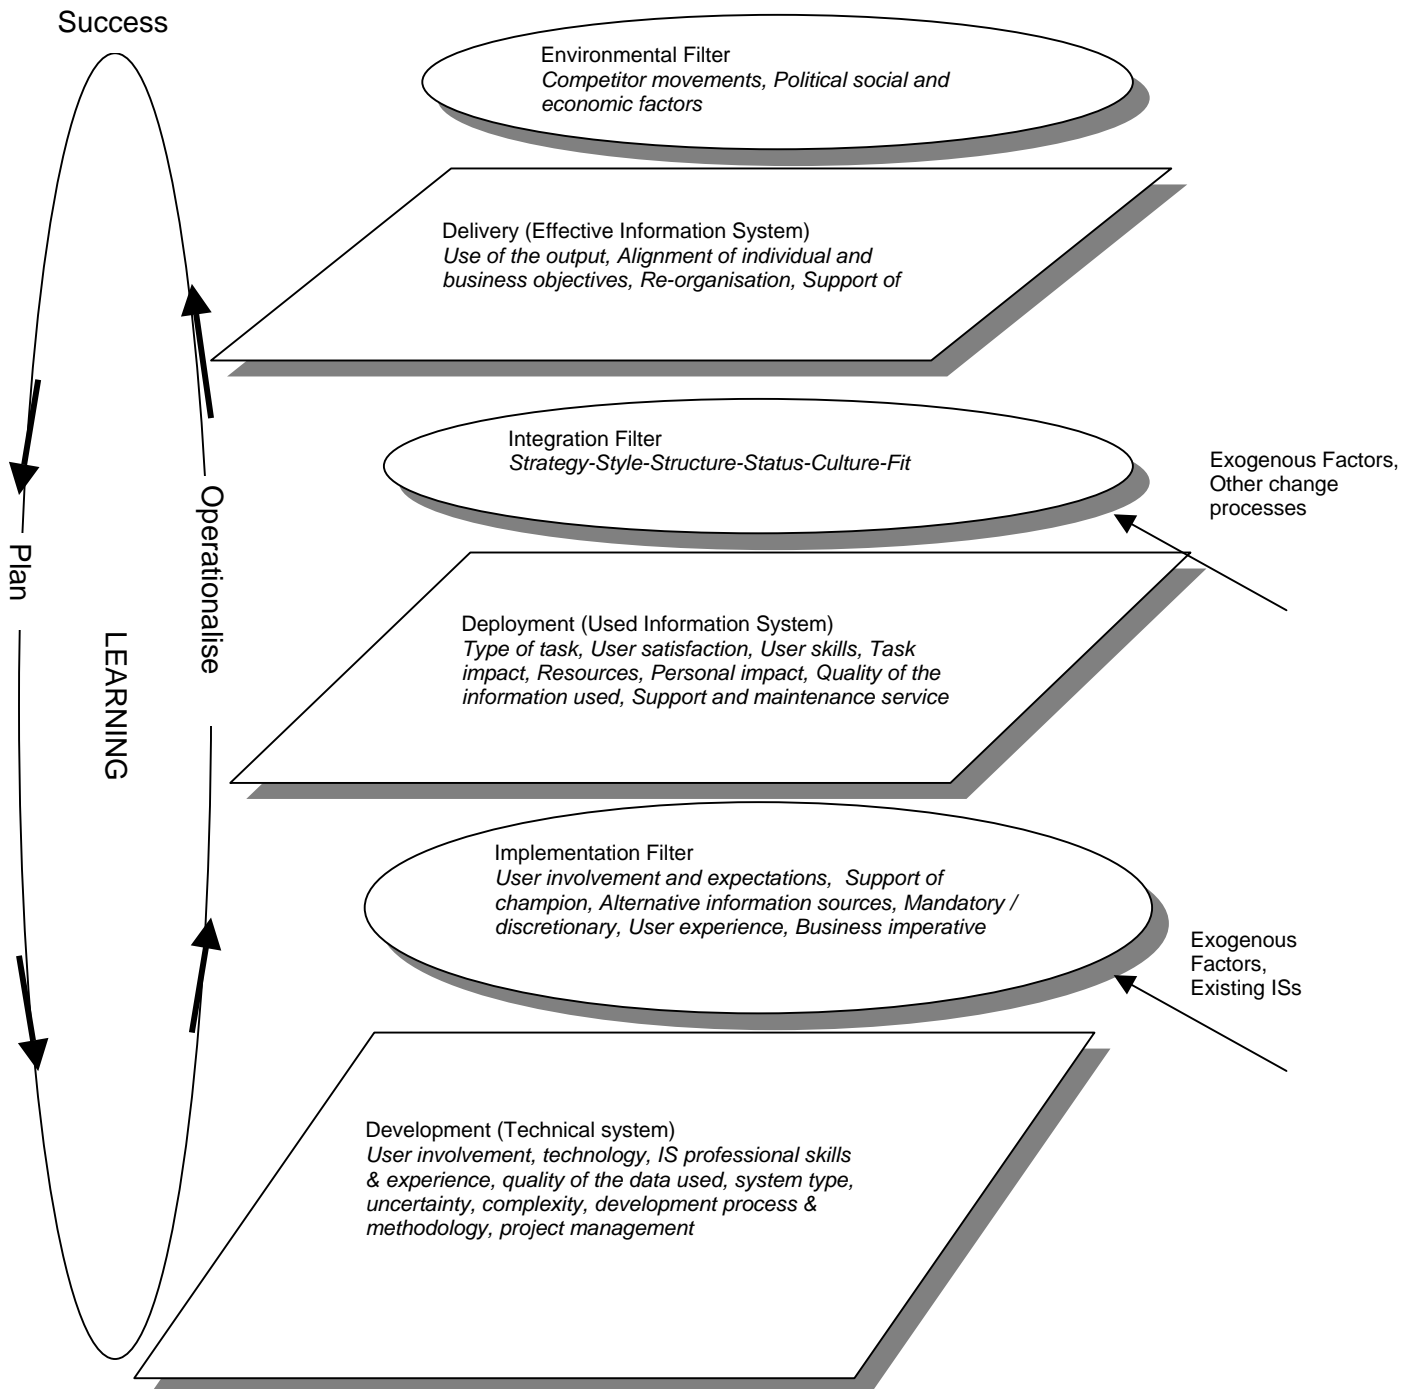 Success
Environmental Filter
Competitor movements, Political social and
economic factors
Delivery (Effective Information System)
Use of the output, Alignment of individual and
business objectives, Re-organisation, Support of
Integration Filter
Strategy-Style-Structure-Status-Culture-Fit
Exogenous Factors,
Other change
processes
Plan
Operationalise
LEARNING
Deployment (Used Information System)
Type of task, User satisfaction, User skills, Task
impact, Resources, Personal impact, Quality of the
information used, Support and maintenance service
Implementation Filter
User involvement and expectations, Support of
champion, Alternative information sources, Mandatory /
discretionary, User experience, Business imperative
Exogenous
Factors,
Existing ISs
Development (Technical system)
User involvement, technology, IS professional skills
& experience, quality of the data used, system type,
uncertainty, complexity, development process &
methodology, project management